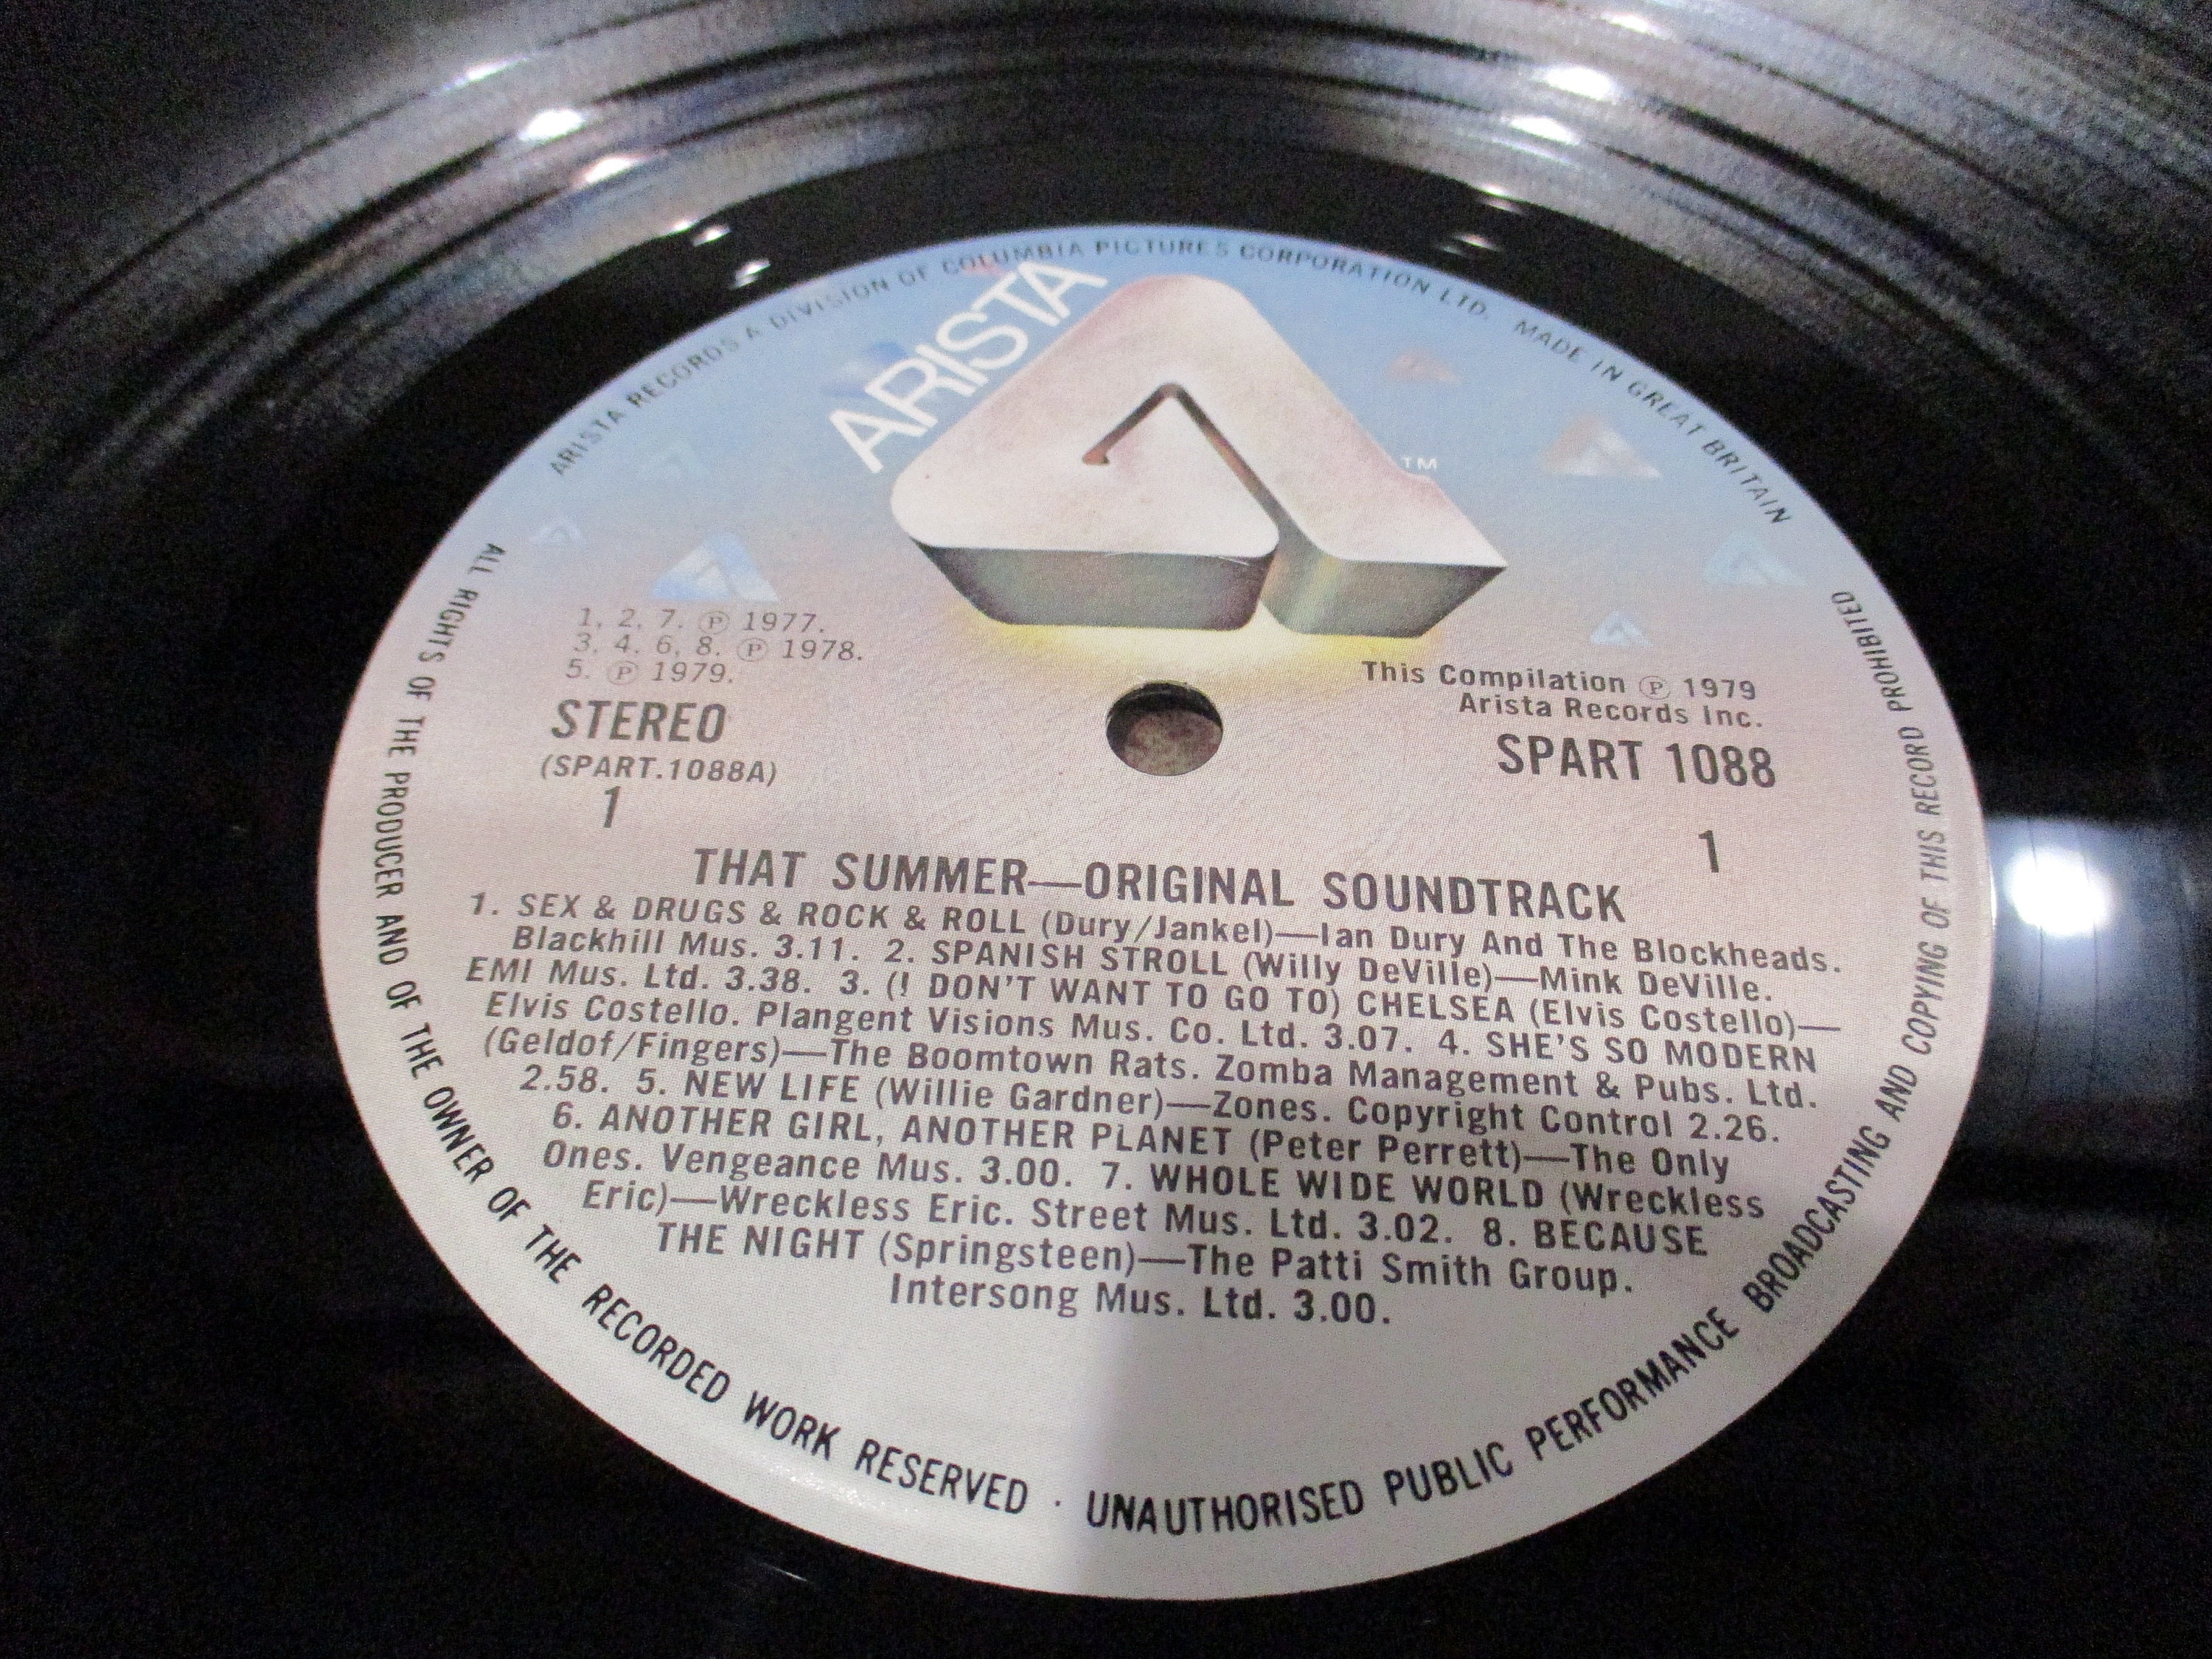 ARISTA RECORDS A DIVISION OF COLUMBIA PICTURES CORPORATION LTD. MADE IN GREAT BRITAIN
ARISTA
TM
1, 2, 7. Ⓟ 1977.
3, 4, 6, 8. Ⓟ 1978.
5. Ⓟ 1979.
STEREO
(SPART.1088A)
1
This Compilation Ⓟ 1979
Arista Records Inc.
SPART 1088
1
THAT SUMMER—ORIGINAL SOUNDTRACK
1. SEX & DRUGS & ROCK & ROLL (Dury/Jankel)—Ian Dury And The Blockheads.
Blackhill Mus. 3.11. 2. SPANISH STROLL (Willy DeVille)—Mink DeVille.
EMI Mus. Ltd. 3.38. 3. (! DON'T WANT TO GO TO) CHELSEA (Elvis Costello)—
Elvis Costello. Plangent Visions Mus. Co. Ltd. 3.07. 4. SHE'S SO MODERN
(Geldof/Fingers)—The Boomtown Rats. Zomba Management & Pubs. Ltd.
2.58. 5. NEW LIFE (Willie Gardner)—Zones. Copyright Control 2.26.
6. ANOTHER GIRL, ANOTHER PLANET (Peter Perrett)—The Only
Ones. Vengeance Mus. 3.00. 7. WHOLE WIDE WORLD (Wreckless
Eric)—Wreckless Eric. Street Mus. Ltd. 3.02. 8. BECAUSE
THE NIGHT (Springsteen)—The Patti Smith Group.
Intersong Mus. Ltd. 3.00.
ALL RIGHTS OF THE PRODUCER AND OF THE OWNER OF THE RECORDED WORK RESERVED · UNAUTHORISED PUBLIC PERFORMANCE BROADCASTING AND COPYING OF THIS RECORD PROHIBITED